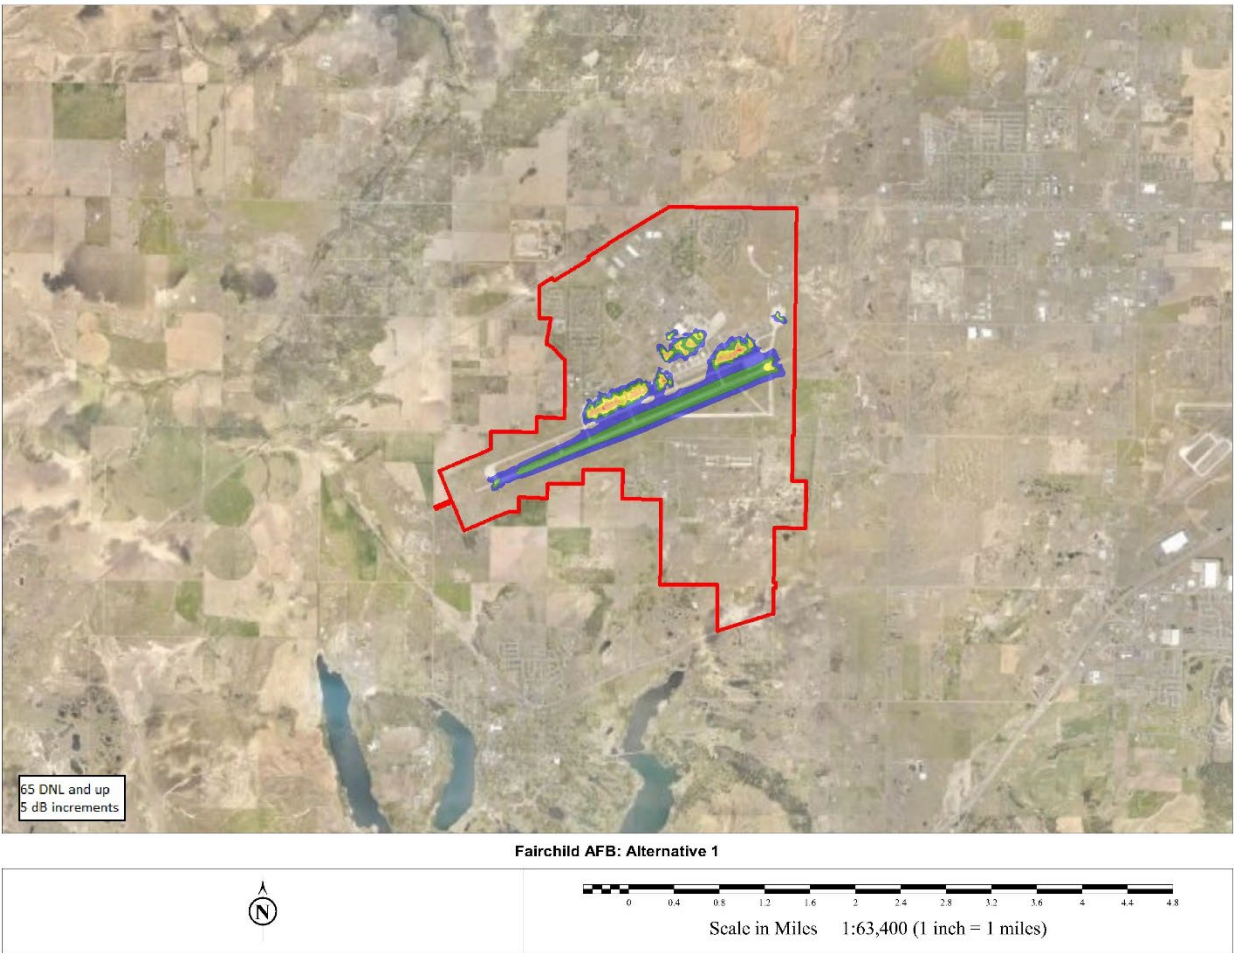 65 DNL and up
5 dB increments
Fairchild AFB: Alternative 1
N
0 0.4 0.8 1.2 1.6 2 2.4 2.8 3.2 3.6 4 4.4 4.8
Scale in Miles 1:63,400 (1 inch = 1 miles)